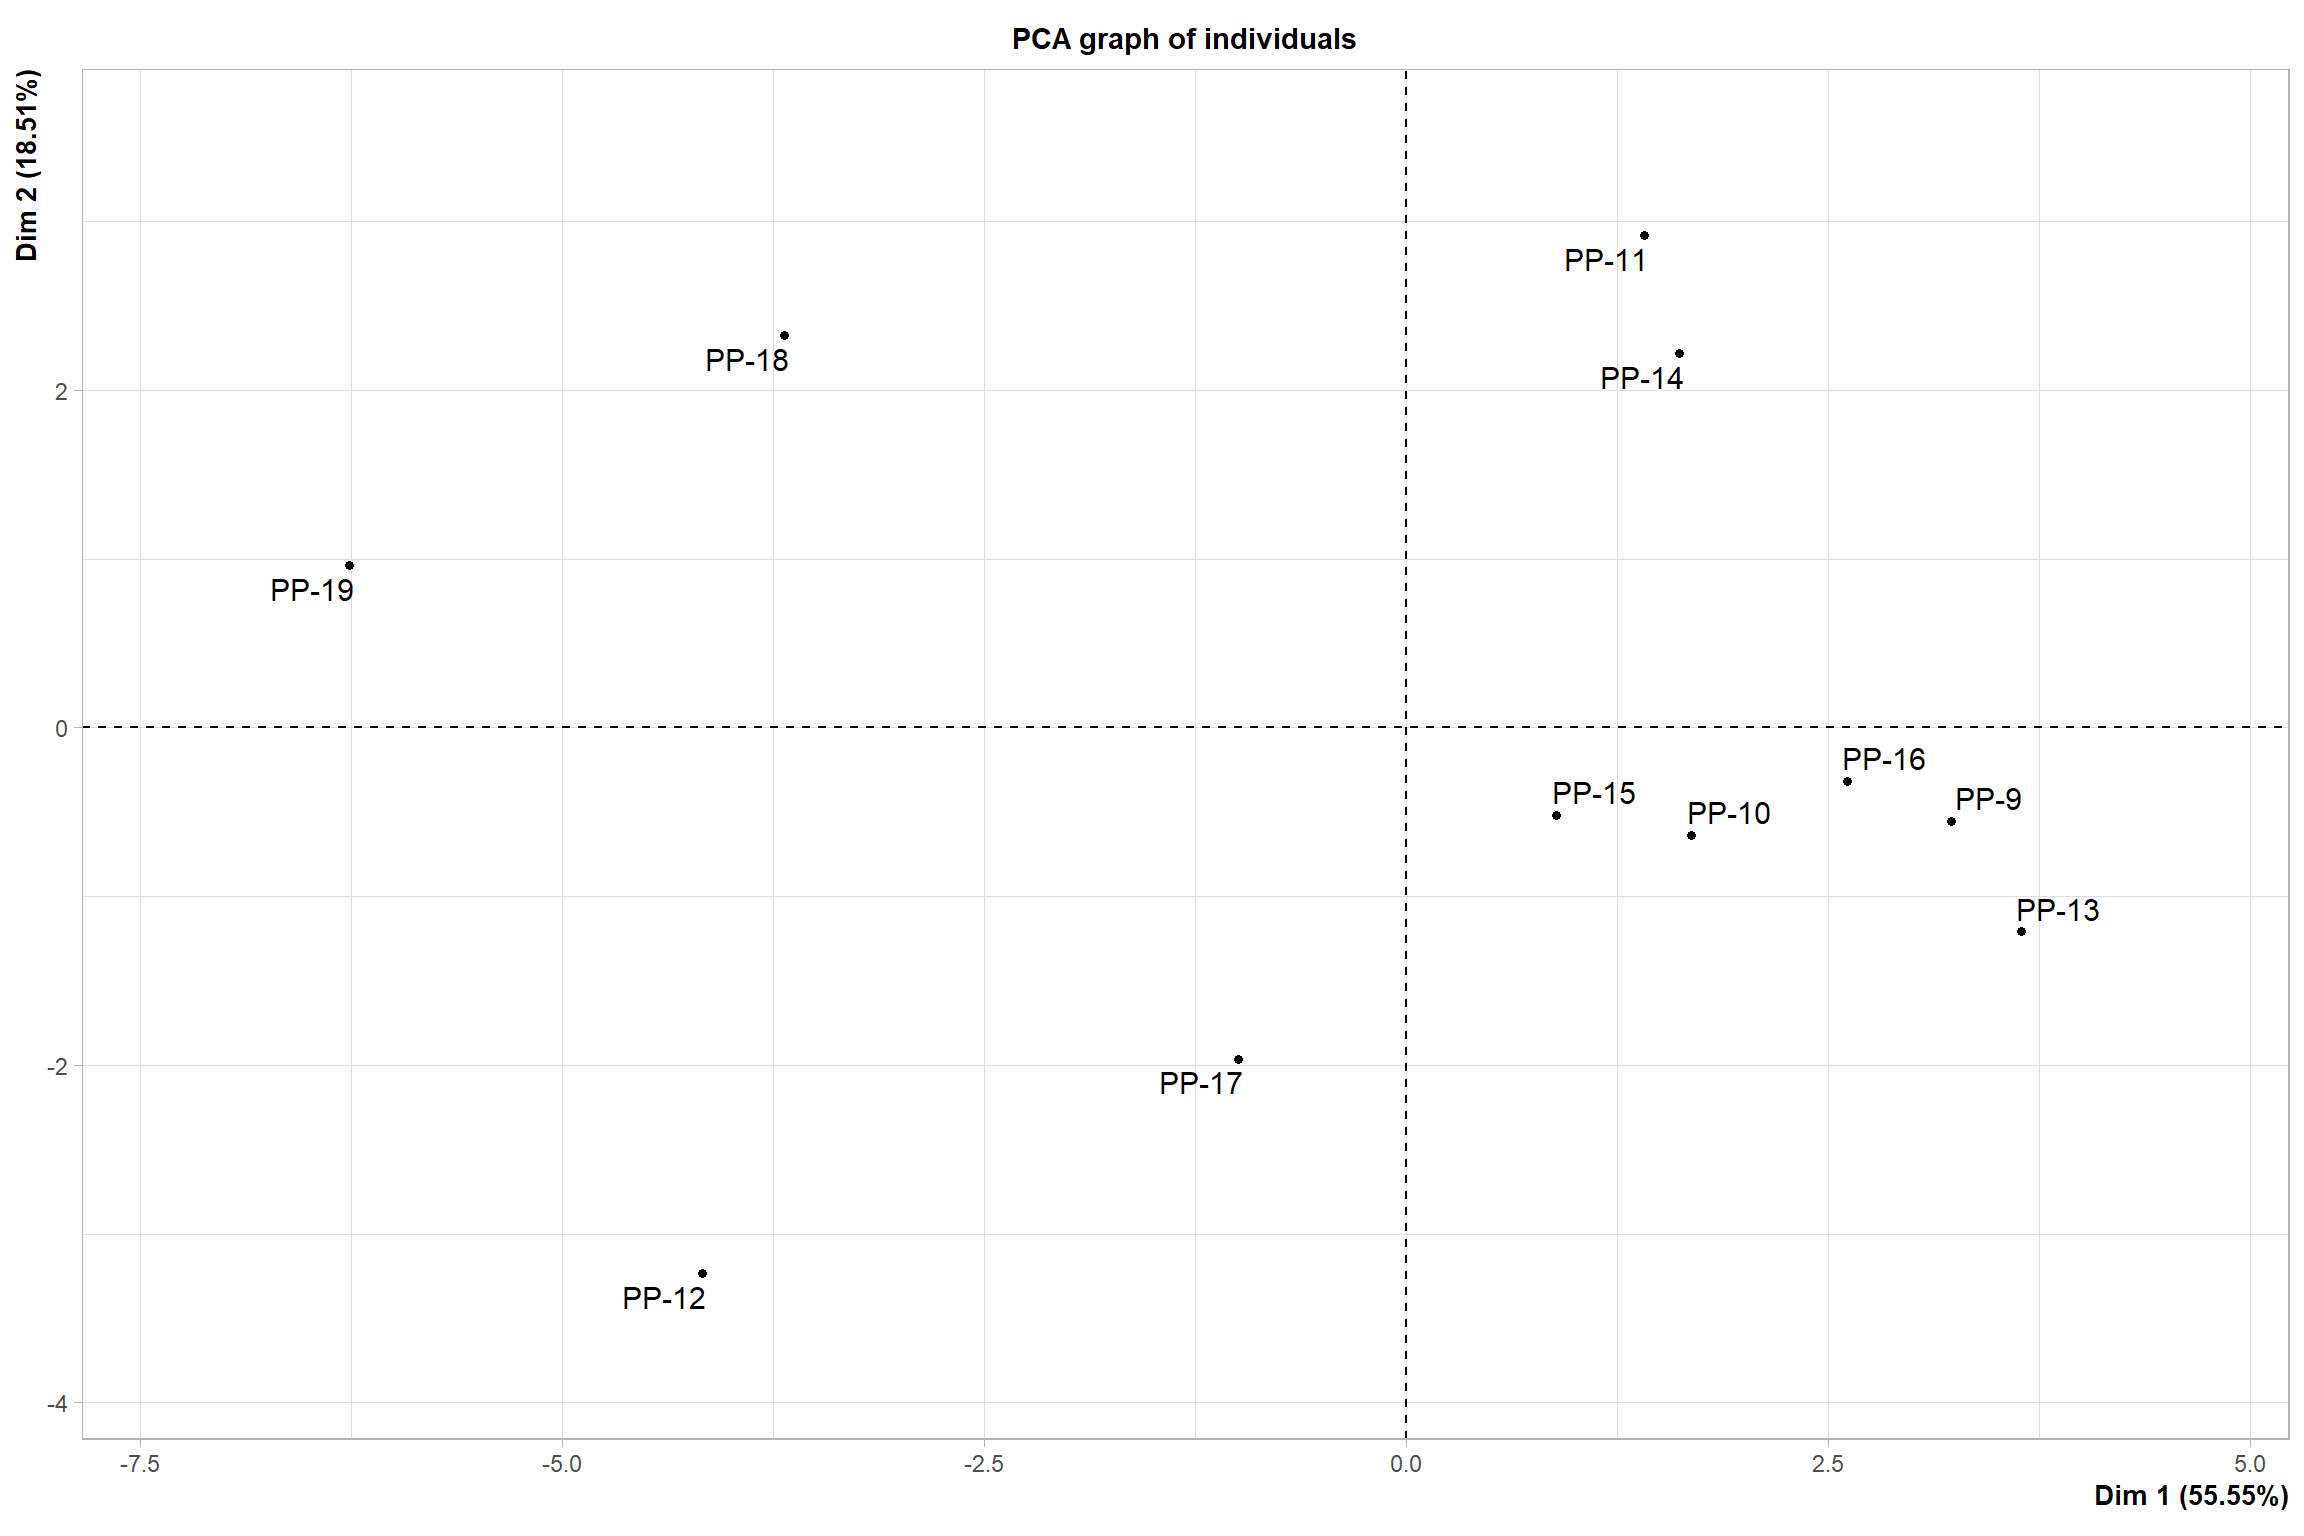 PCA graph of individuals
Dim 2 (18.51%)
PP-11
PP-18
PP-14
2
PP-19
0
PP-16
PP-15
PP-9
PP-10
PP-13
-2
PP-17
PP-12
-4
-7.5 -5.0 -2.5 0.0 2.5 5.0
Dim 1 (55.55%)